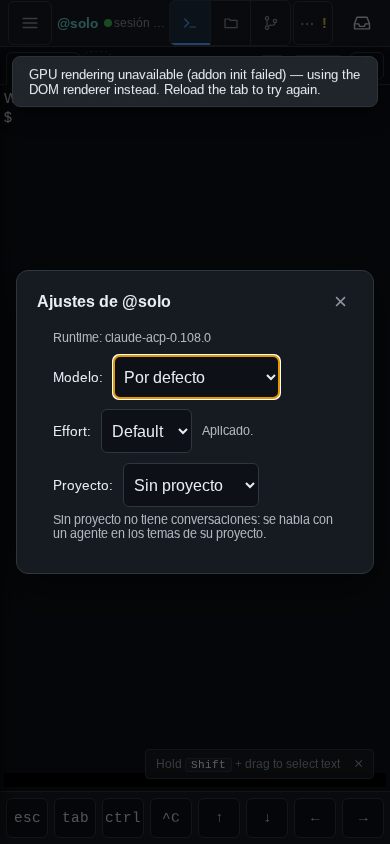 @solo sesión ... ... !
GPU rendering unavailable (addon init failed) — using the
DOM renderer instead. Reload the tab to try again.
$
Ajustes de @solo ×
Runtime: claude-acp-0.108.0
Modelo: Por defecto
Effort: Default Aplicado.
Proyecto: Sin proyecto
Sin proyecto no tiene conversaciones: se habla con
un agente en los temas de su proyecto.
Hold Shift + drag to select text ×
esc tab ctrl ^C ↑ ↓ ← →